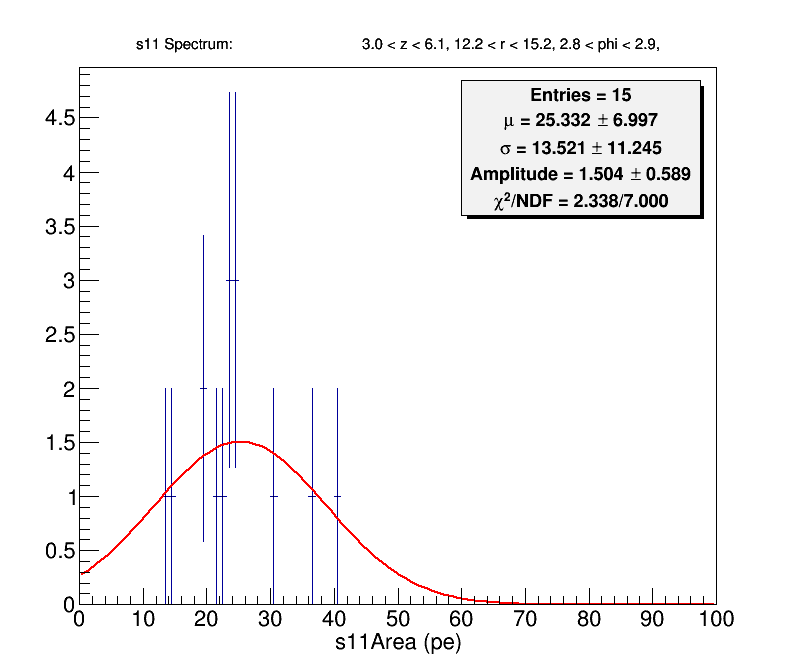 s11 Spectrum: 3.0 < z < 6.1, 12.2 < r < 15.2, 2.8 < phi < 2.9,
Entries = 15
μ = 25.332 ± 6.997
σ = 13.521 ± 11.245
Amplitude = 1.504 ± 0.589
χ²/NDF = 2.338/7.000
4.5
4
3.5
3
2.5
2
1.5
1
0.5
0
0 10 20 30 40 50 60 70 80 90 100
s11Area (pe)